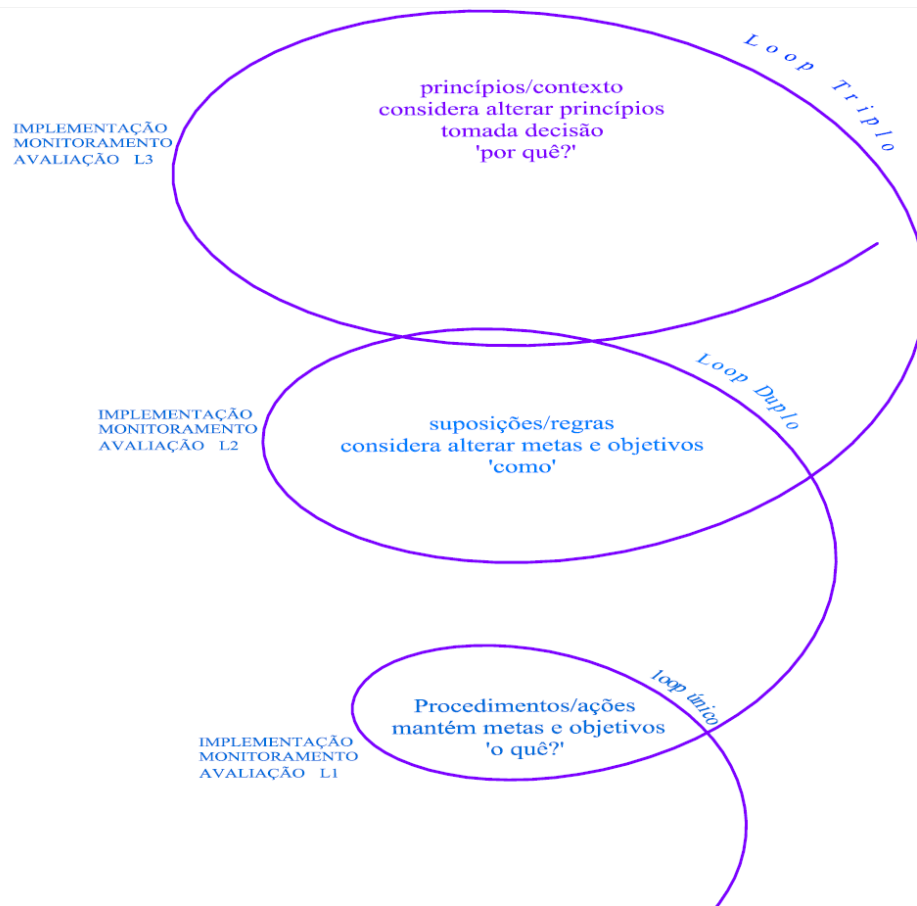 Loop Triplo
princípios/contexto
considera alterar princípios
tomada decisão
'por quê?'
IMPLEMENTAÇÃO
MONITORAMENTO
AVALIAÇÃO L3
Loop Duplo
IMPLEMENTAÇÃO
MONITORAMENTO
AVALIAÇÃO L2
suposições/regras
considera alterar metas e objetivos
'como'
loop único
Procedimentos/ações
mantém metas e objetivos
'o quê?'
IMPLEMENTAÇÃO
MONITORAMENTO
AVALIAÇÃO L1